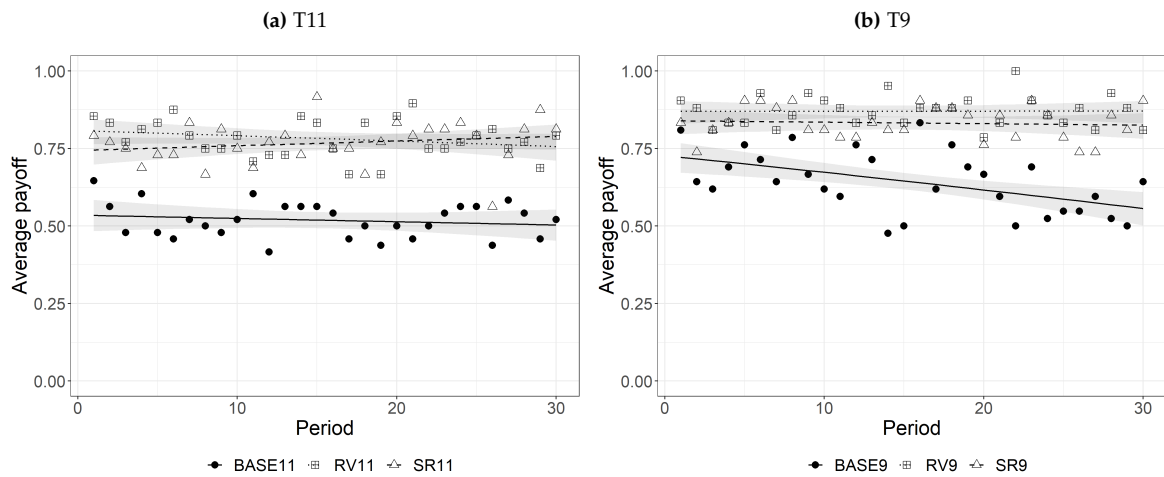 (a) T11
(b) T9
Average payoff
1.00
0.75
0.50
0.25
0.00
0
10
20
30
Period
BASE11 RV11 SR11
Average payoff
1.00
0.75
0.50
0.25
0.00
0
10
20
30
Period
BASE9 RV9 SR9